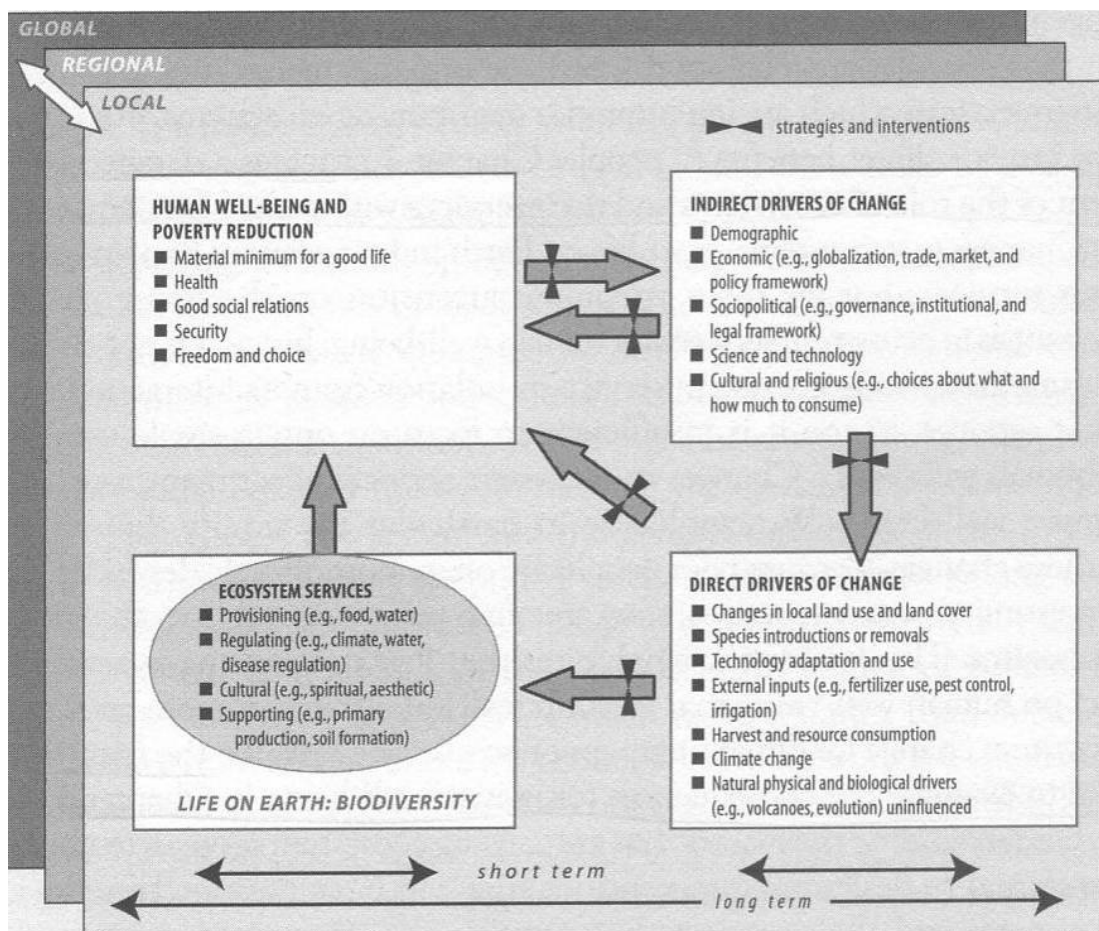 GLOBAL
REGIONAL
LOCAL
strategies and interventions
HUMAN WELL-BEING AND
POVERTY REDUCTION
■ Material minimum for a good life
■ Health
■ Good social relations
■ Security
■ Freedom and choice
INDIRECT DRIVERS OF CHANGE
■ Demographic
■ Economic (e.g., globalization, trade, market, and
policy framework)
■ Sociopolitical (e.g., governance, institutional, and
legal framework)
■ Science and technology
■ Cultural and religious (e.g., choices about what and
how much to consume)
ECOSYSTEM SERVICES
■ Provisioning (e.g., food, water)
■ Regulating (e.g., climate, water,
disease regulation)
■ Cultural (e.g., spiritual, aesthetic)
■ Supporting (e.g., primary
production, soil formation)
LIFE ON EARTH: BIODIVERSITY
DIRECT DRIVERS OF CHANGE
■ Changes in local land use and land cover
■ Species introductions or removals
■ Technology adaptation and use
■ External inputs (e.g., fertilizer use, pest control,
irrigation)
■ Harvest and resource consumption
■ Climate change
■ Natural physical and biological drivers
(e.g., volcanoes, evolution) uninfluenced
short term
long term